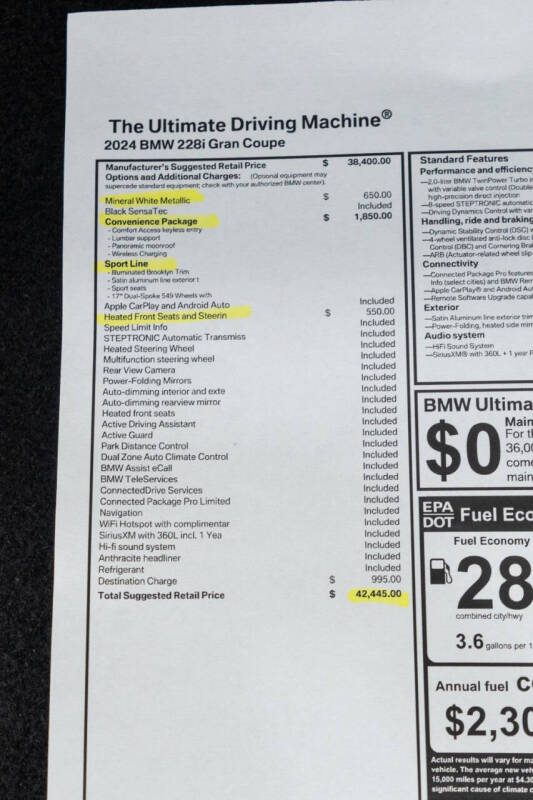 The Ultimate Driving Machine®
2024 BMW 228i Gran Coupe
Manufacturer's Suggested Retail Price $ 38,400.00
Options and Additional Charges: (Optional equipment may
supercede standard equipment; check with your authorized BMW center).
Mineral White Metallic $ 650.00
Black SensaTec Included
Convenience Package $ 1,850.00
- Comfort Access keyless entry
- Lumbar support
- Panoramic moonroof
- Wireless Charging
Sport Line
- Illuminated Brooklyn Trim
- Satin aluminum line exterior t
- Sport seats
- 17" Dual-Spoke 549 Wheels with
Apple CarPlay and Android Auto Included
Heated Front Seats and Steerin $ 550.00
Speed Limit Info Included
STEPTRONIC Automatic Transmiss Included
Heated Steering Wheel Included
Multifunction steering wheel Included
Rear View Camera Included
Power-Folding Mirrors Included
Auto-dimming interior and exte Included
Auto-dimming rearview mirror Included
Heated front seats Included
Active Driving Assistant Included
Active Guard Included
Park Distance Control Included
Dual Zone Auto Climate Control Included
BMW Assist eCall Included
BMW TeleServices Included
ConnectedDrive Services Included
Connected Package Pro Limited Included
Navigation Included
WiFi Hotspot with complimentar Included
SiriusXM with 360L incl. 1 Yea Included
Hi-fi sound system Included
Anthracite headliner Included
Refrigerant Included
Destination Charge $ 995.00
Total Suggested Retail Price $ 42,445.00
Standard Features
Performance and efficienc
—2.0-liter BMW TwinPower Turbo in
with variable valve control (Double
high-precision direct injection
—8-speed STEPTRONIC automatic
—Driving Dynamics Control with
Handling, ride and braking
—Dynamic Stability Control (DSC)
—4-wheel ventilated anti-lock disc
Control (DBC) and Cornering Bra
—ARB (Actuator-related wheel slip
Connectivity
—Connected Package Pro features
Info (select cities) and BMW Rem
—Apple CarPlay® and Android Aut
—Remote Software Upgrade capa
Exterior
—Satin Aluminum line exterior trim
—Power-Folding, heated side mirr
Audio system
—HiFi Sound System
—SiriusXM® with 360L + 1 year
BMW Ultima
$0
Main
For th
36,00
come
main
EPA
DOT
Fuel Eco
Fuel Economy
28
combined city/hwy
3.6 gallons per 1
Annual fuel C
$2,30
Actual results will vary for ma
vehicle. The average new veh
15,000 miles per year at $4.30
significant cause of climate c